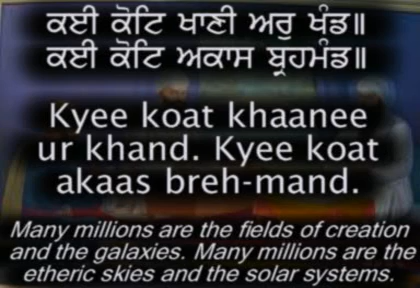 ਕਈ ਕੋਟਿ ਖਾਣੀ ਅਰੁ ਖੰਡ॥
ਕਈ ਕੋਟਿ ਅਕਾਸ ਬ੍ਰਹਮੰਡ॥
Kyee koat khaanee
ur khand. Kyee koat
akaas breh-mand.
Many millions are the fields of creation
and the galaxies. Many millions are the
etheric skies and the solar systems.